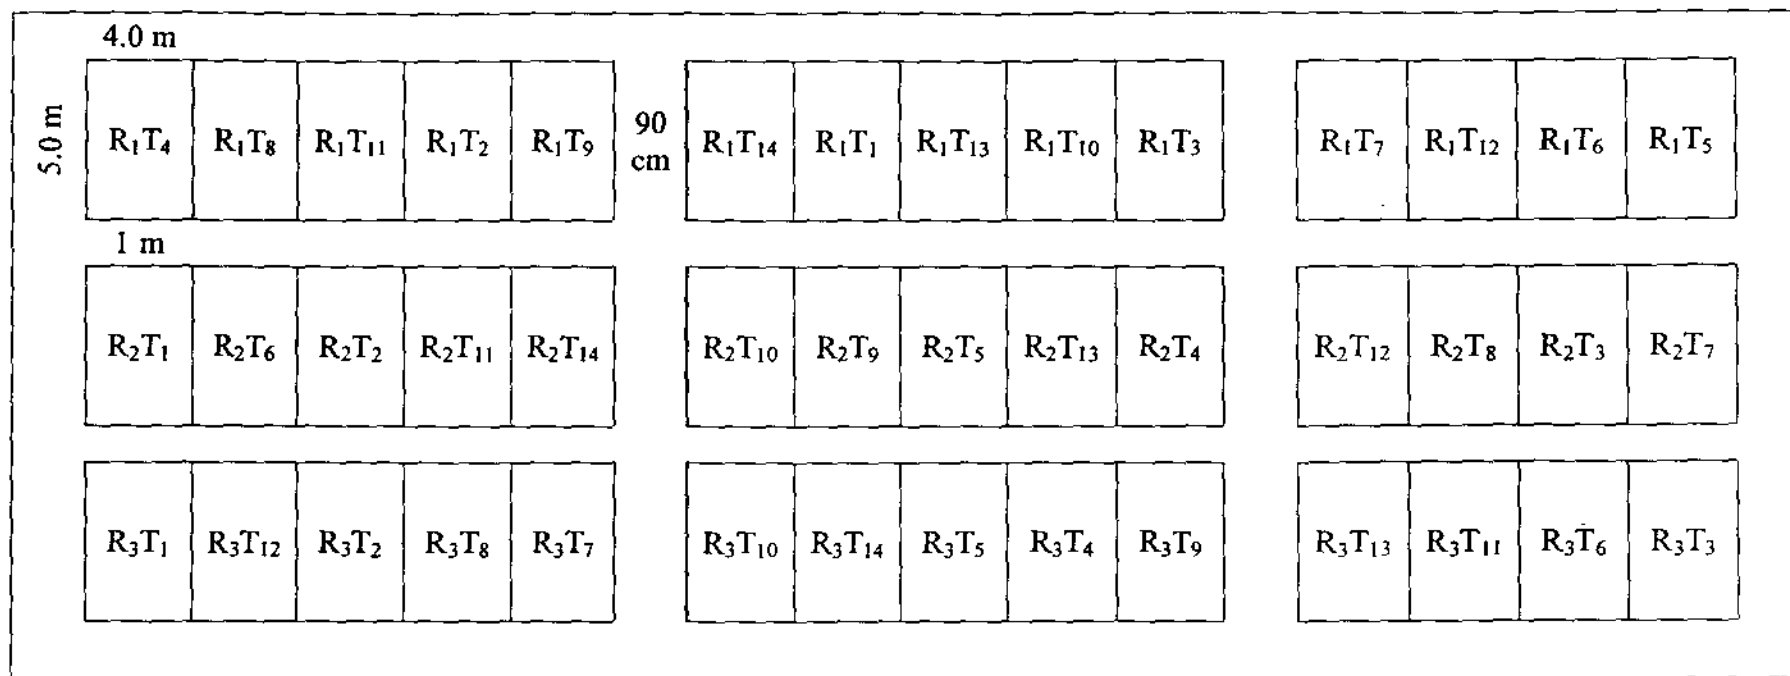 4.0 m
5.0 m
R₁T₄ R₁T₈ R₁T₁₁ R₁T₂ R₁T₉ 90 cm R₁T₁₄ R₁T₁ R₁T₁₃ R₁T₁₀ R₁T₃ R₁T₇ R₁T₁₂ R₁T₆ R₁T₅
1 m
R₂T₁ R₂T₆ R₂T₂ R₂T₁₁ R₂T₁₄ R₂T₁₀ R₂T₉ R₂T₅ R₂T₁₃ R₂T₄ R₂T₁₂ R₂T₈ R₂T₃ R₂T₇
R₃T₁ R₃T₁₂ R₃T₂ R₃T₈ R₃T₇ R₃T₁₀ R₃T₁₄ R₃T₅ R₃T₄ R₃T₉ R₃T₁₃ R₃T₁₁ R₃T₆ R₃T₃